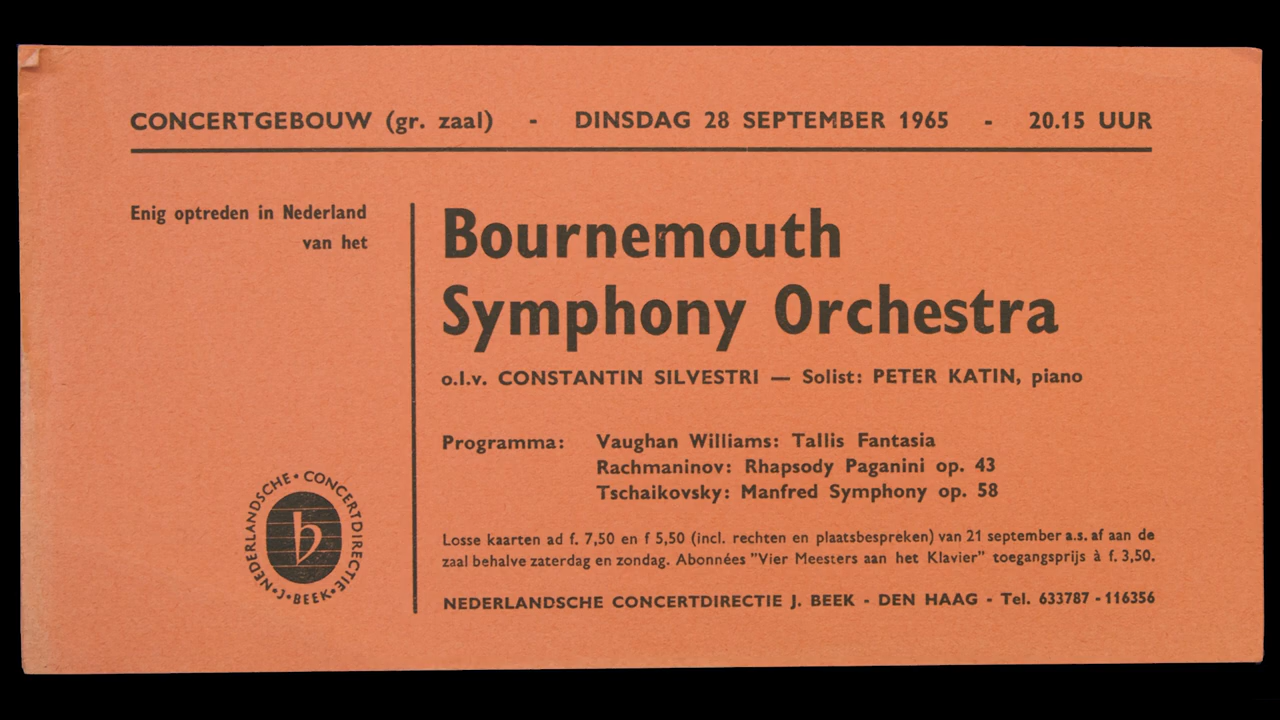 CONCERTGEBOUW (gr. zaal) - DINSDAG 28 SEPTEMBER 1965 - 20.15 UUR
Enig optreden in Nederland
van het
Bournemouth
Symphony Orchestra
o.l.v. CONSTANTIN SILVESTRI — Solist: PETER KATIN, piano
Programma: Vaughan Williams: Tallis Fantasia
Rachmaninov: Rhapsody Paganini op. 43
Tschaikovsky: Manfred Symphony op. 58
Losse kaarten ad f. 7,50 en f 5,50 (incl. rechten en plaatsbespreken) van 21 september a.s. af aan de
zaal behalve zaterdag en zondag. Abonnées "Vier Meesters aan het Klavier" toegangsprijs à f. 3,50.
NEDERLANDSCHE CONCERTDIRECTIE J. BEEK - DEN HAAG - Tel. 633787 - 116356
NEDERLANDSCHE • CONCERTDIRECTIE • J • BEEK •
b